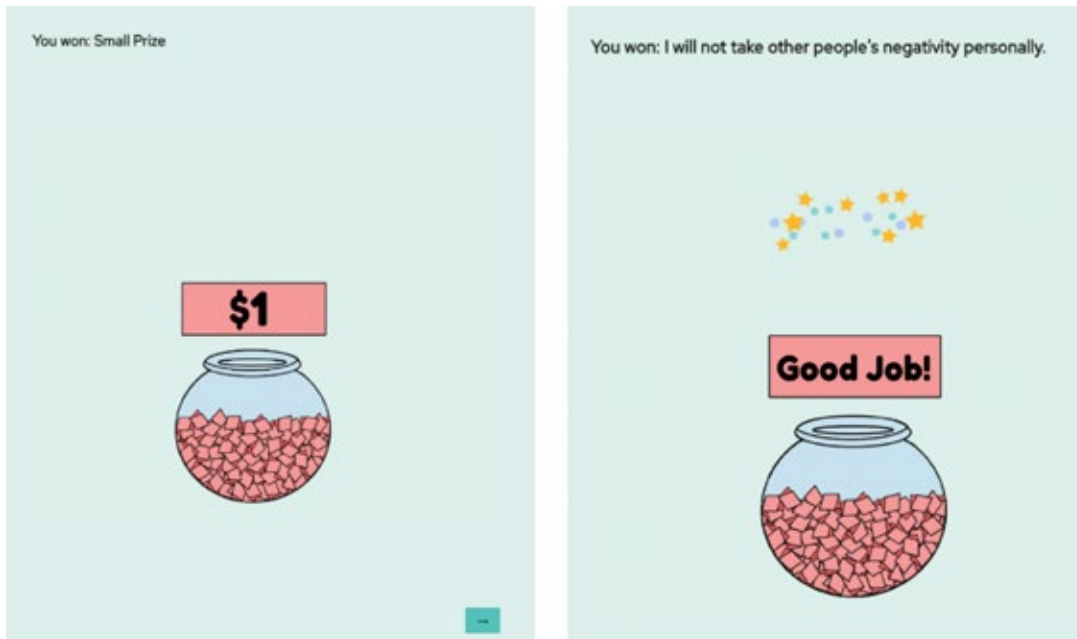 You won: Small Prize
$1
You won: I will not take other people's negativity personally.
Good Job!